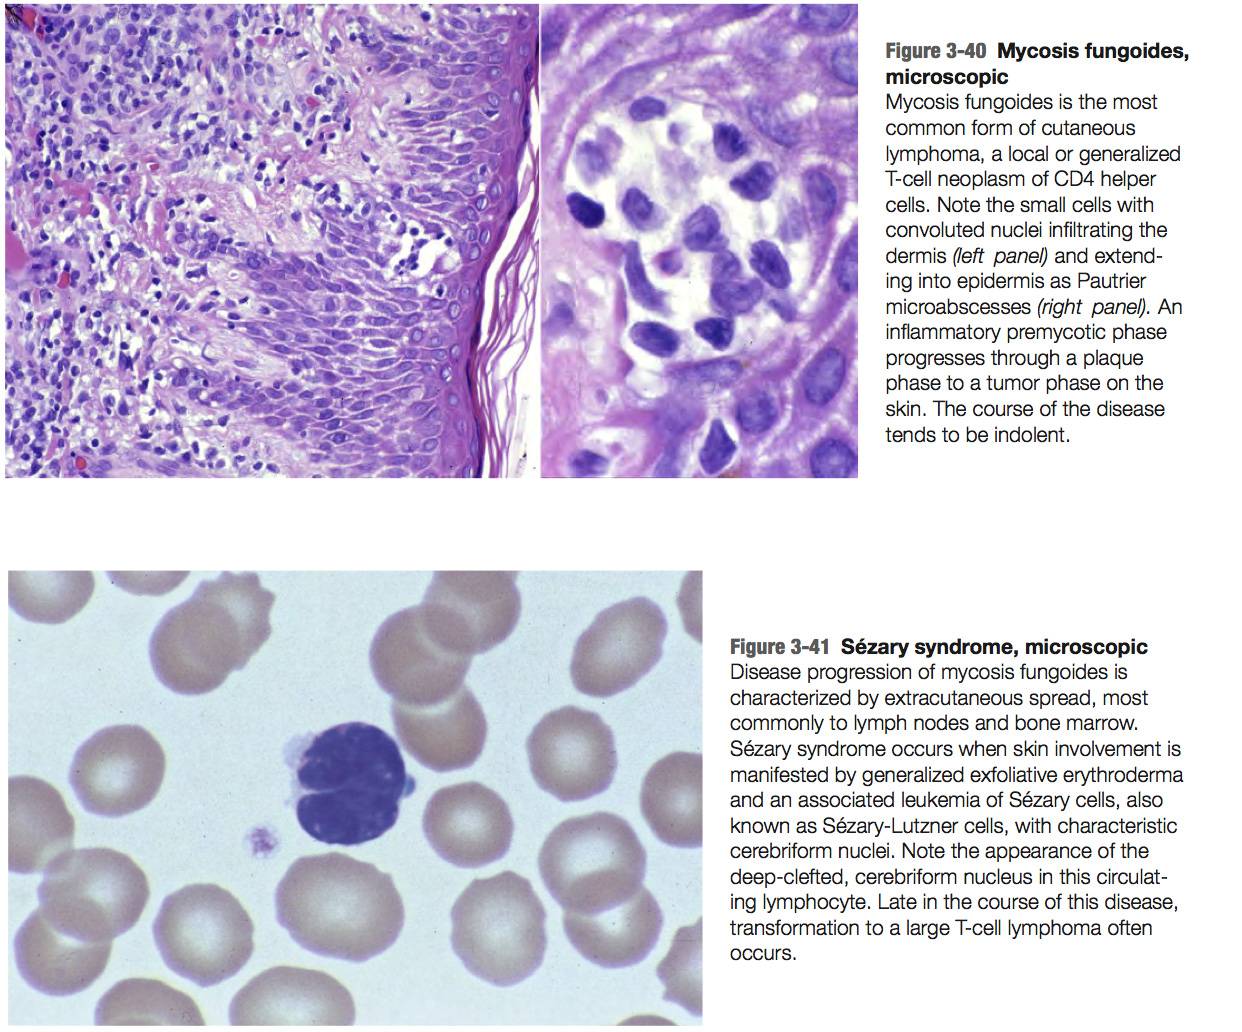 Figure 3-40 Mycosis fungoides,
microscopic
Mycosis fungoides is the most
common form of cutaneous
lymphoma, a local or generalized
T-cell neoplasm of CD4 helper
cells. Note the small cells with
convoluted nuclei infiltrating the
dermis (left panel) and extend-
ing into epidermis as Pautrier
microabscesses (right panel). An
inflammatory premycotic phase
progresses through a plaque
phase to a tumor phase on the
skin. The course of the disease
tends to be indolent.
Figure 3-41 Sézary syndrome, microscopic
Disease progression of mycosis fungoides is
characterized by extracutaneous spread, most
commonly to lymph nodes and bone marrow.
Sézary syndrome occurs when skin involvement is
manifested by generalized exfoliative erythroderma
and an associated leukemia of Sézary cells, also
known as Sézary-Lutzner cells, with characteristic
cerebriform nuclei. Note the appearance of the
deep-clefted, cerebriform nucleus in this circulat-
ing lymphocyte. Late in the course of this disease,
transformation to a large T-cell lymphoma often
occurs.